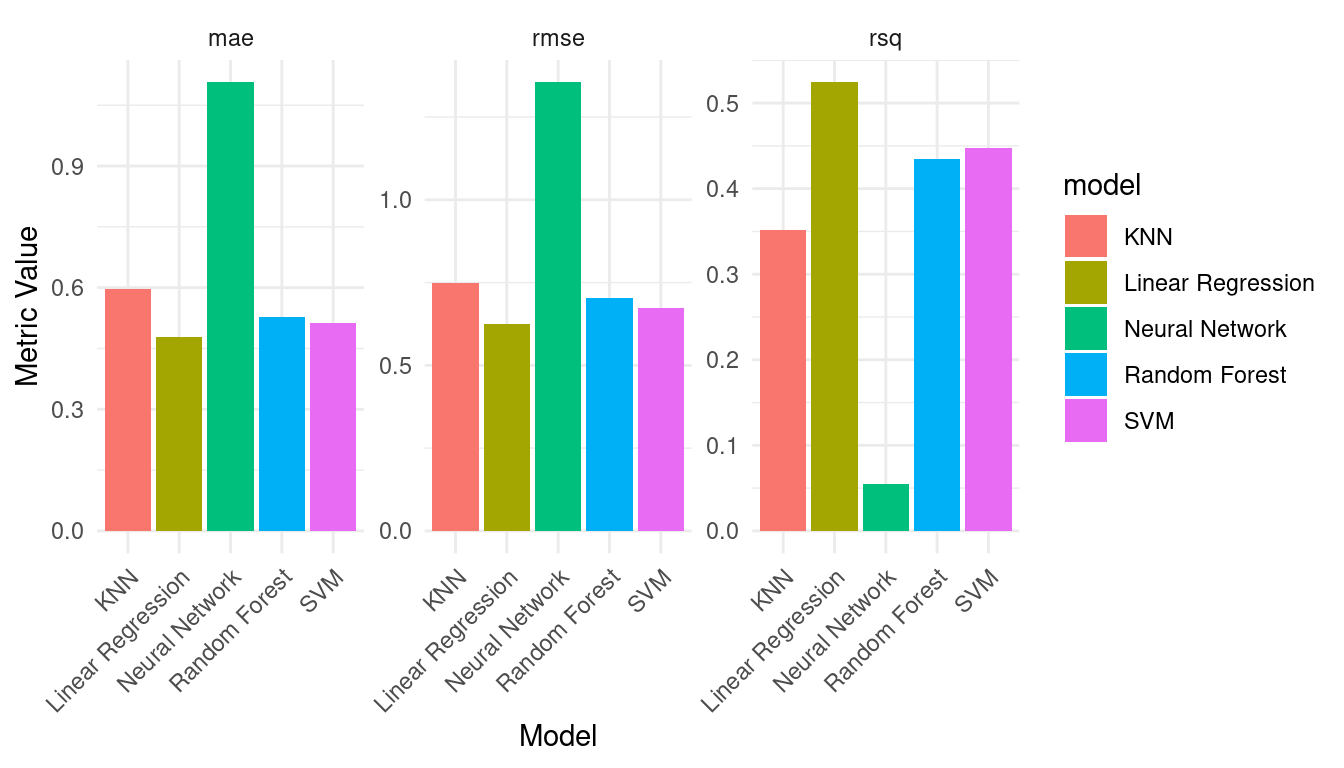 mae
rmse
rsq
Metric Value
0.9
0.6
0.3
0.0
1.0
0.5
0.0
0.5
0.4
0.3
0.2
0.1
0.0
KNN
Linear Regression
Neural Network
Random Forest
SVM
KNN
Linear Regression
Neural Network
Random Forest
SVM
KNN
Linear Regression
Neural Network
Random Forest
SVM
Model
model
KNN
Linear Regression
Neural Network
Random Forest
SVM